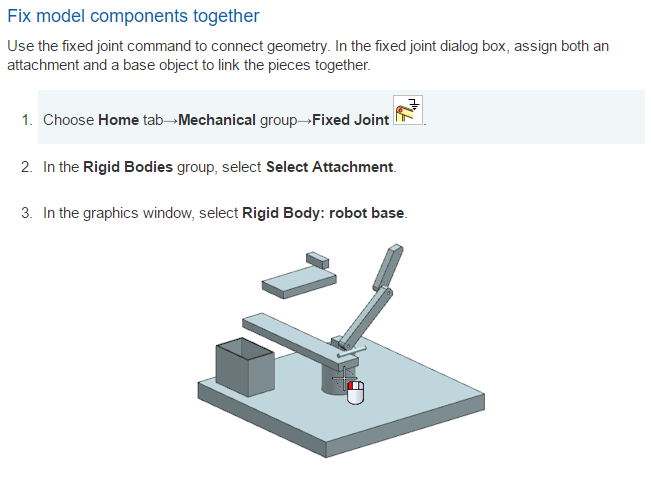 Fix model components together
Use the fixed joint command to connect geometry. In the fixed joint dialog box, assign both an
attachment and a base object to link the pieces together.
1. Choose Home tab→Mechanical group→Fixed Joint .
2. In the Rigid Bodies group, select Select Attachment.
3. In the graphics window, select Rigid Body: robot base.